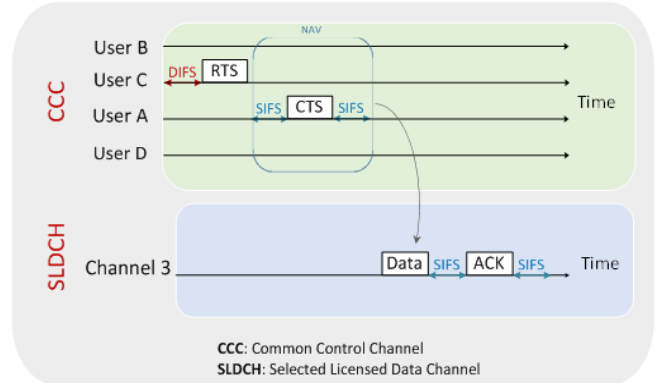 NAV
User B
User C
DIFS
RTS
CCC
User A
SIFS
CTS
SIFS
Time
User D
SLDCH
Channel 3
Data
SIFS
ACK
SIFS
Time
CCC: Common Control Channel
SLDCH: Selected Licensed Data Channel